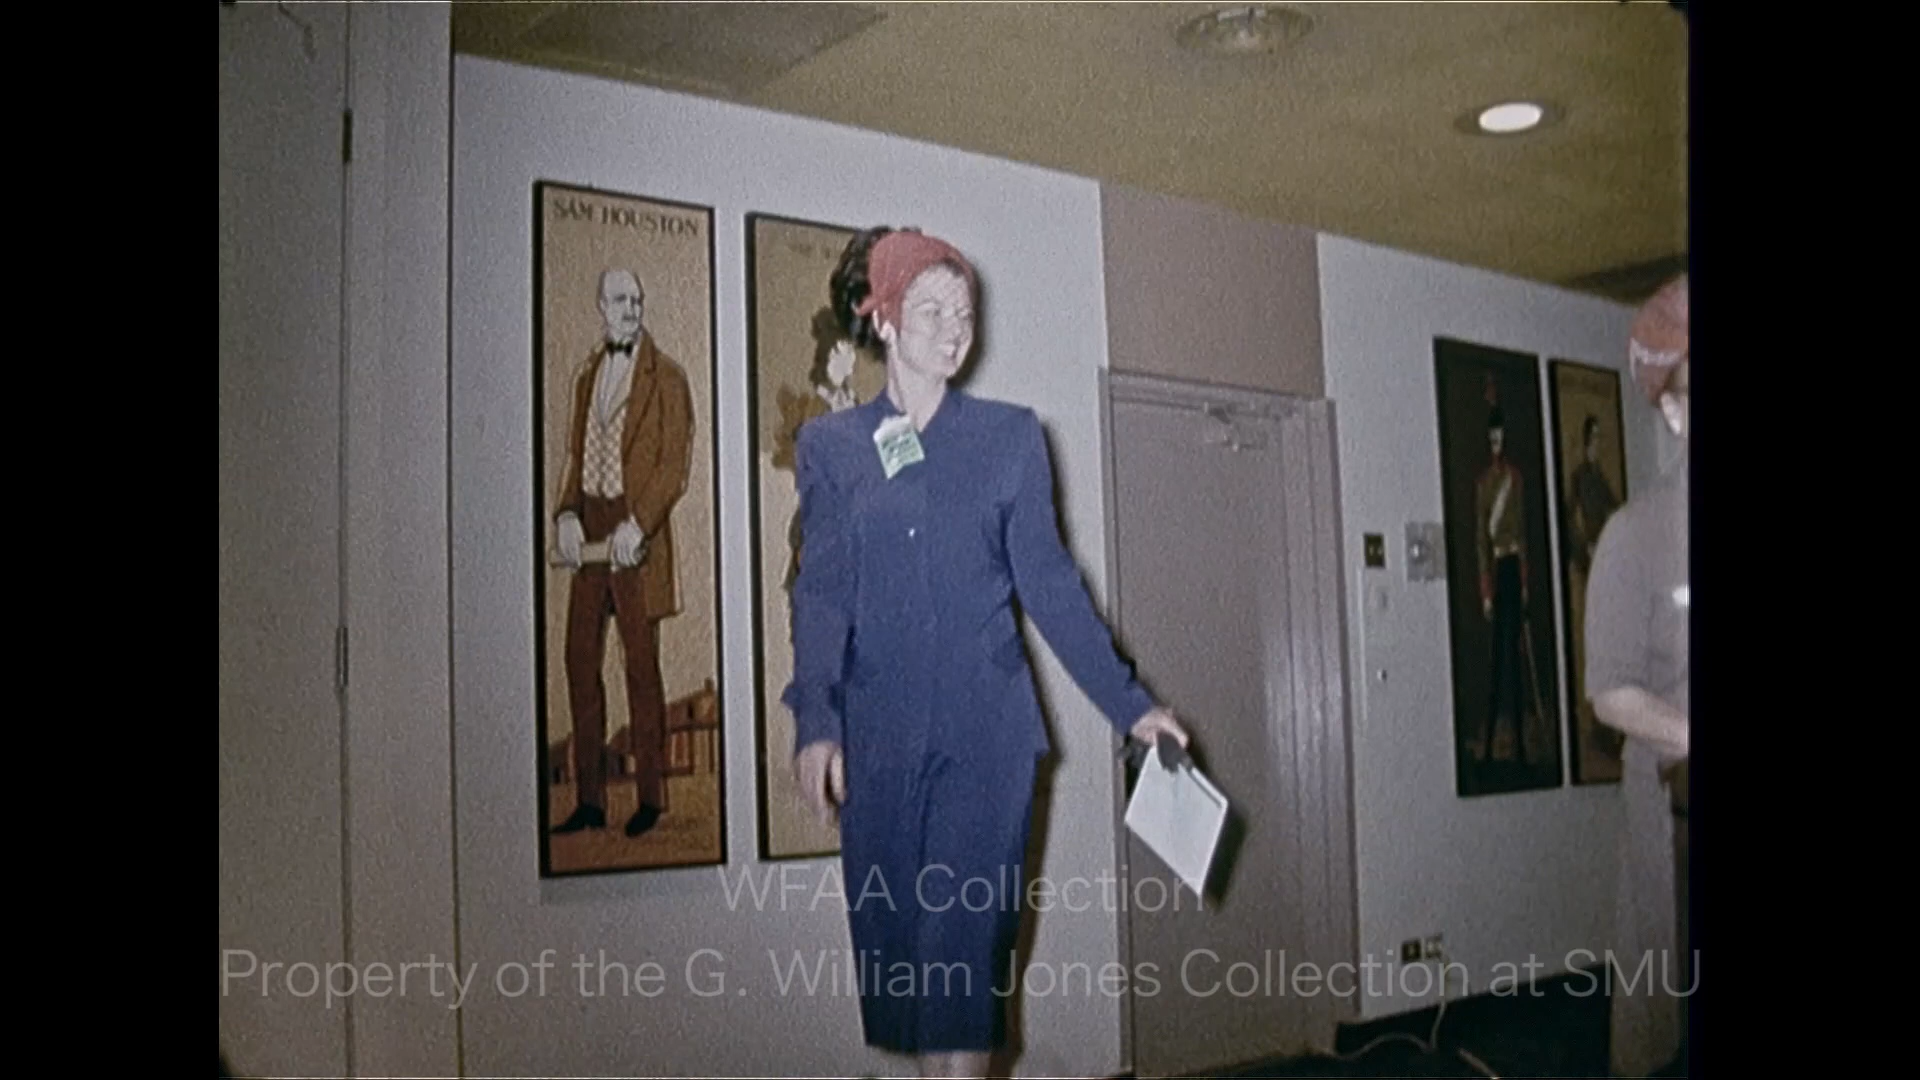 SAM HOUSTON
WFAA Collection
Property of the G. William Jones Collection at SMU